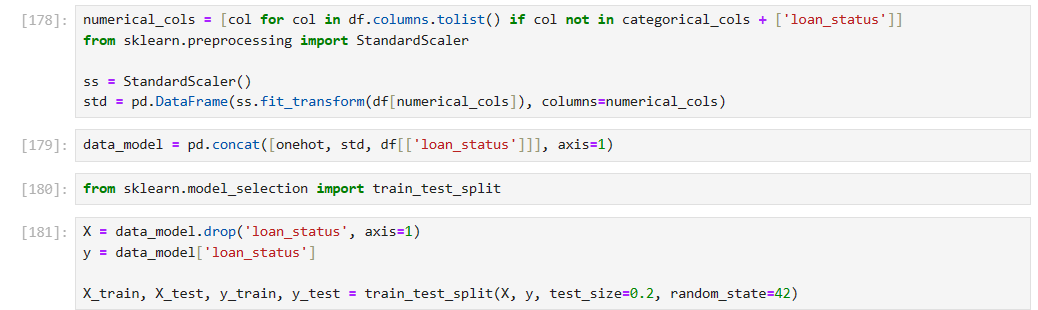 [178]: numerical_cols = [col for col in df.columns.tolist() if col not in categorical_cols + ['loan_status']]
from sklearn.preprocessing import StandardScaler
ss = StandardScaler()
std = pd.DataFrame(ss.fit_transform(df[numerical_cols]), columns=numerical_cols)
[179]: data_model = pd.concat([onehot, std, df[['loan_status']]], axis=1)
[180]: from sklearn.model_selection import train_test_split
[181]: X = data_model.drop('loan_status', axis=1)
y = data_model['loan_status']
X_train, X_test, y_train, y_test = train_test_split(X, y, test_size=0.2, random_state=42)